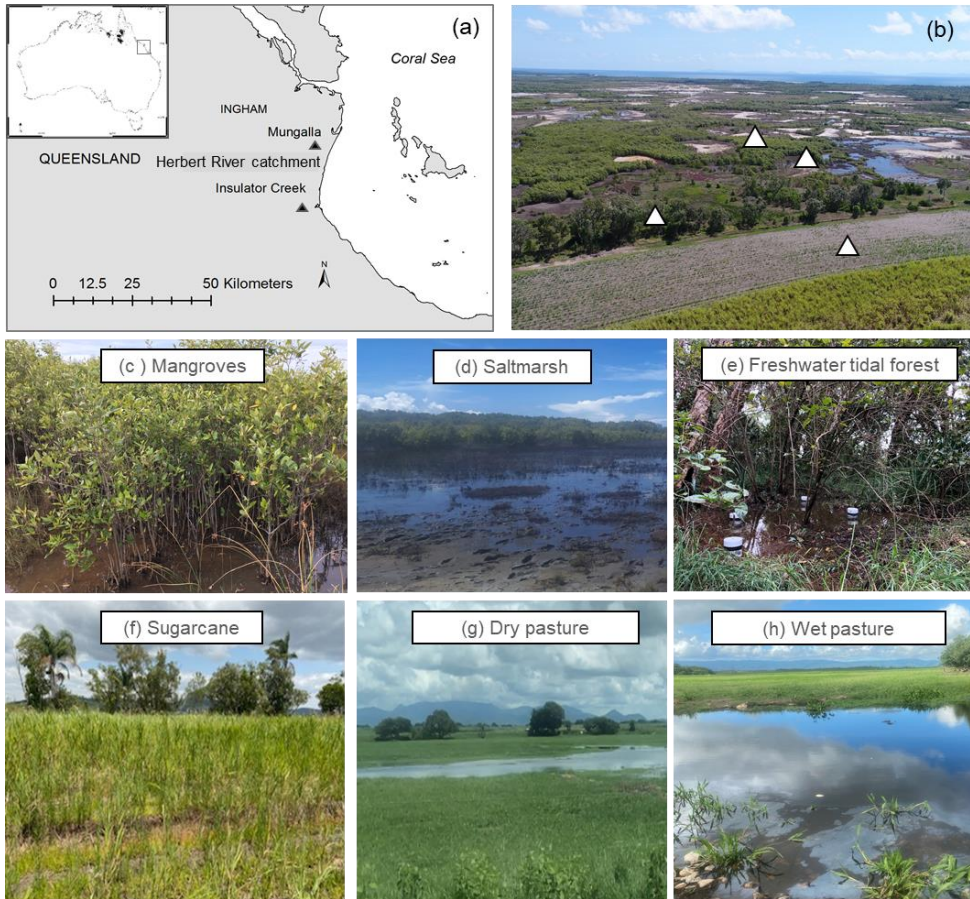 (a)
Coral Sea
INGHAM
Mungalla
QUEENSLAND
Herbert River catchment
Insulator Creek
N
0 12.5 25 50 Kilometers
(b)
(c ) Mangroves
(d) Saltmarsh
(e) Freshwater tidal forest
(f) Sugarcane
(g) Dry pasture
(h) Wet pasture